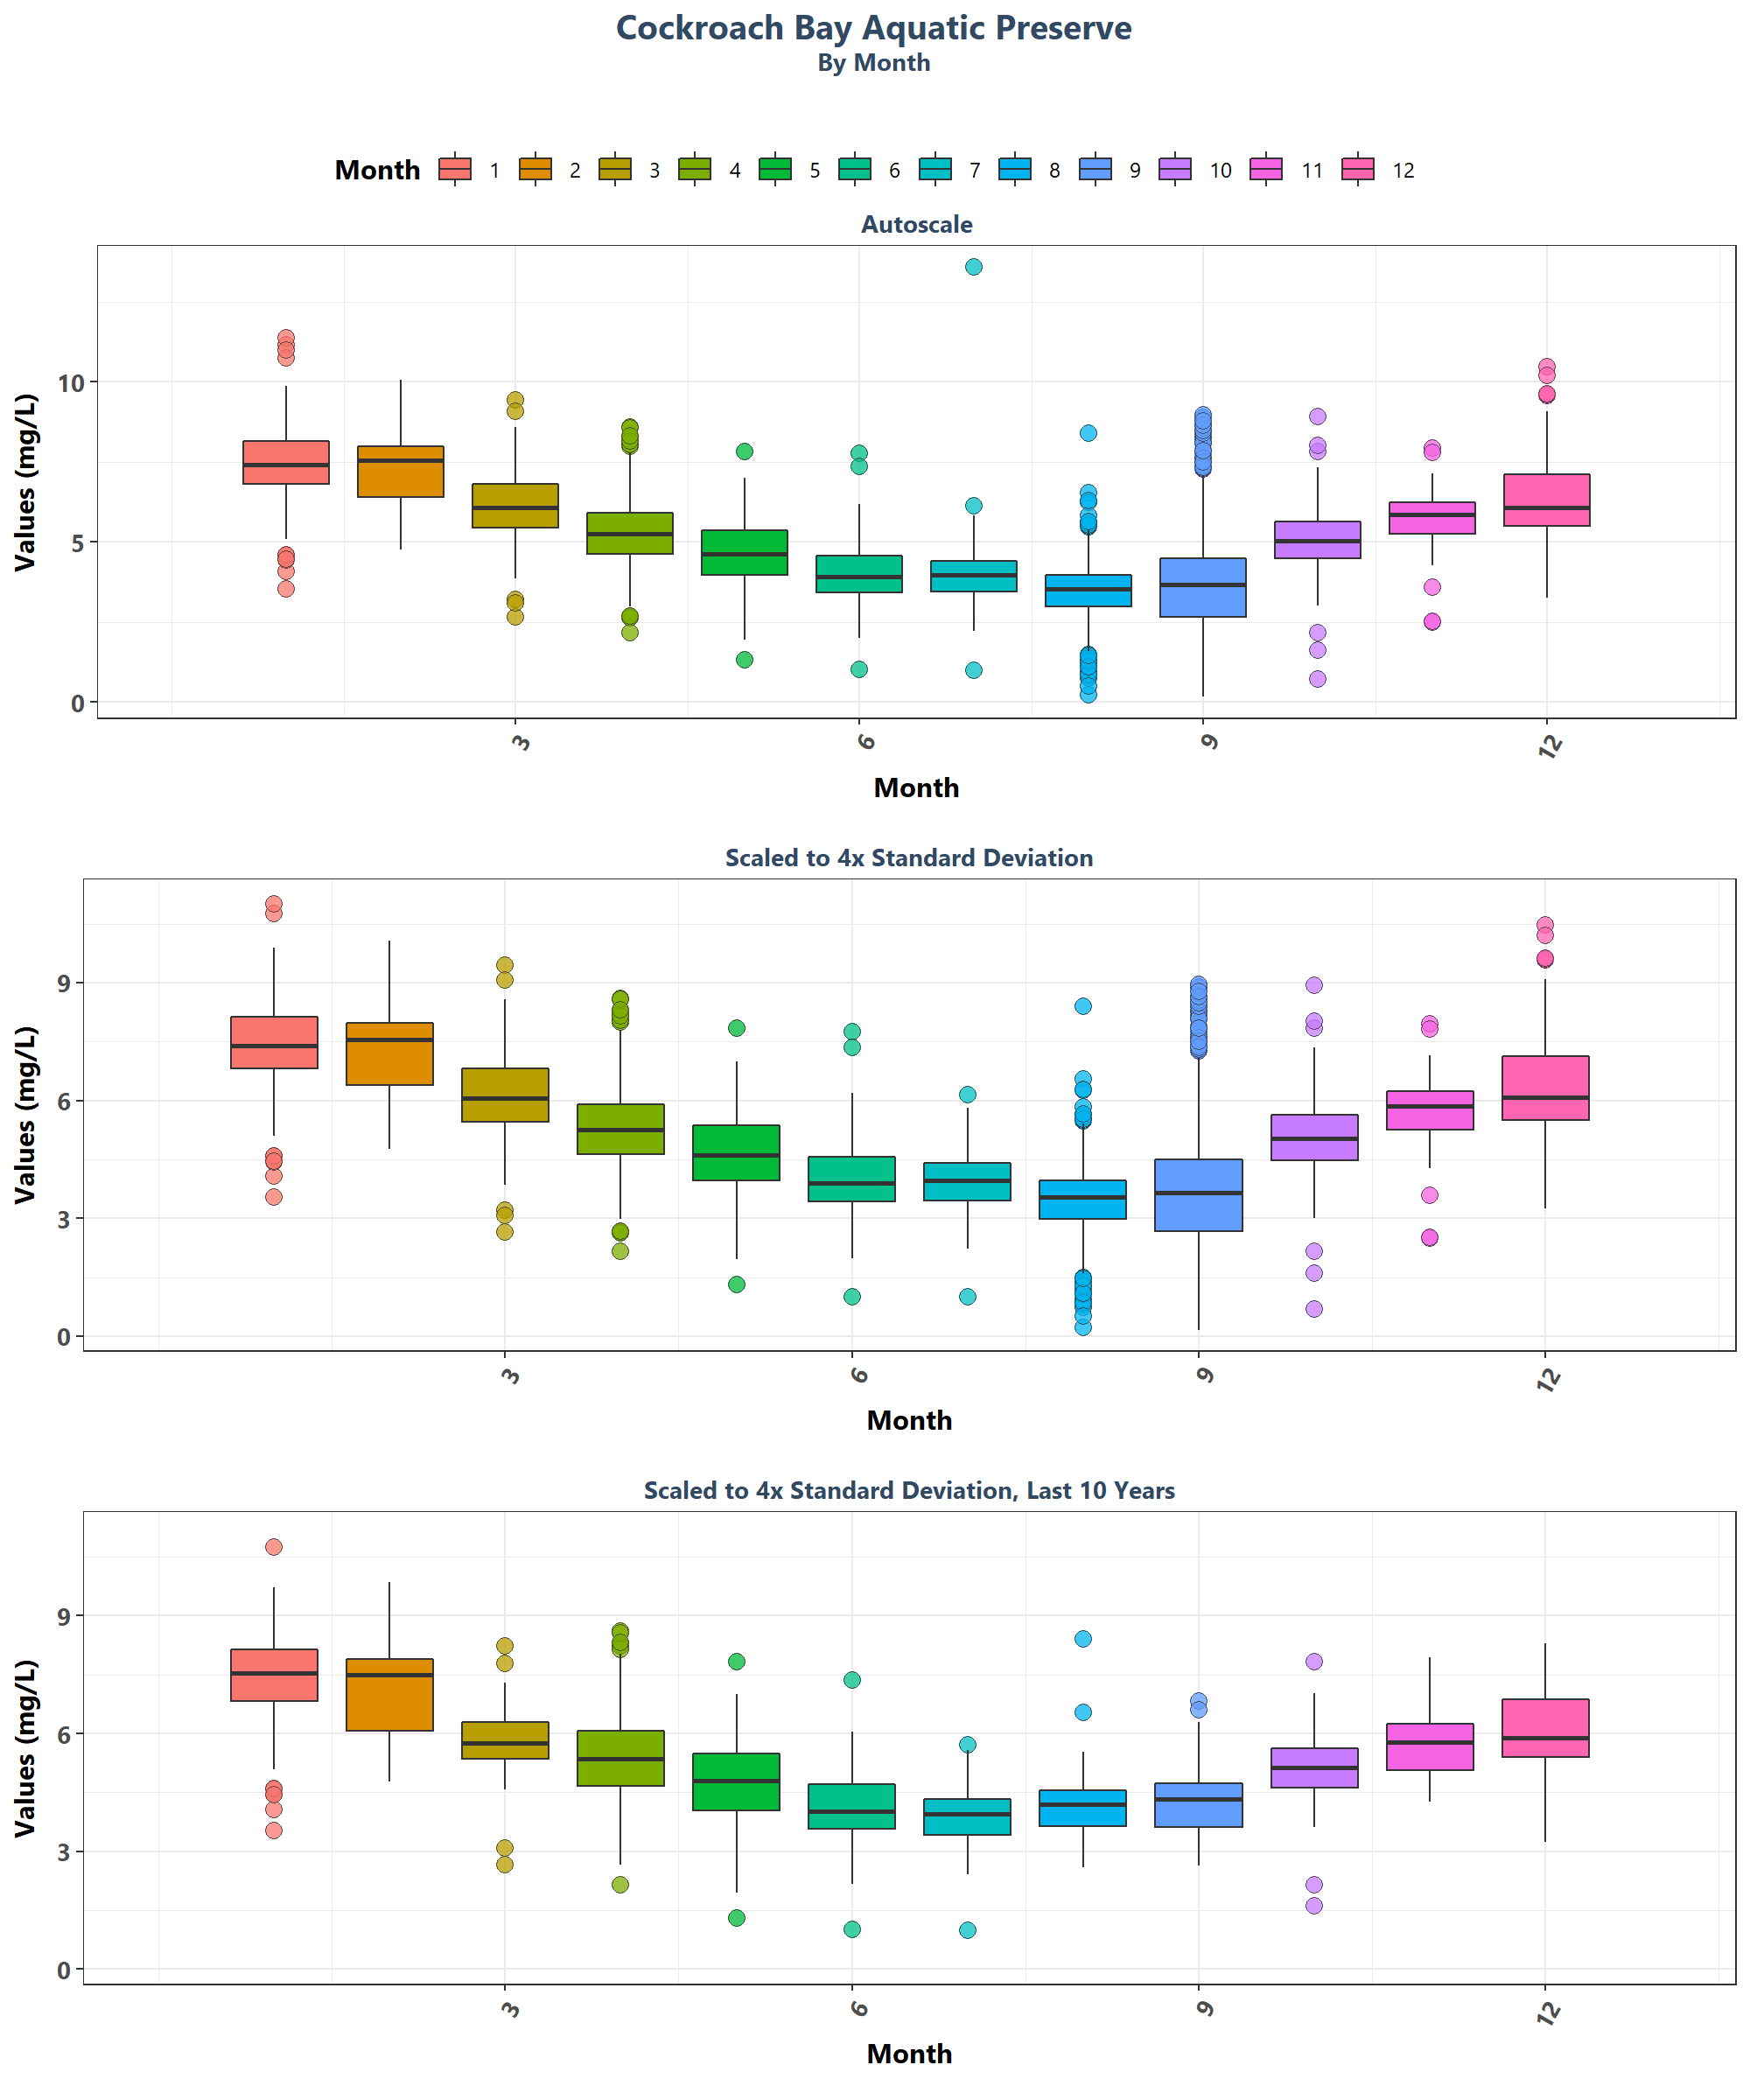 Cockroach Bay Aquatic Preserve
By Month
Month 1 2 3 4 5 6 7 8 9 10 11 12
Autoscale
Values (mg/L)
10
5
0
3 6 9 12
Month
Scaled to 4x Standard Deviation
Values (mg/L)
9
6
3
0
3 6 9 12
Month
Scaled to 4x Standard Deviation, Last 10 Years
Values (mg/L)
9
6
3
0
3 6 9 12
Month